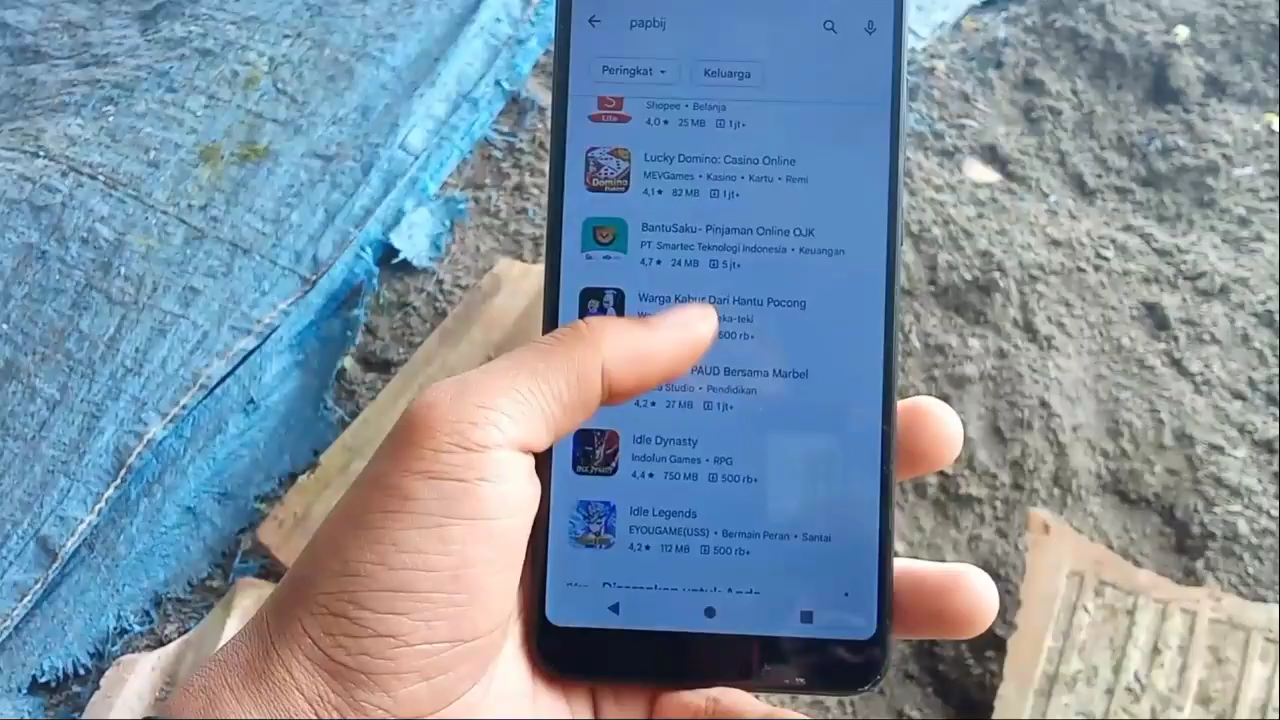 papbij
Peringkat
Keluarga
S
Lite
Shopee • Belanja
4,0★ 25 MB 1 jt+
Domino
Lucky Domino: Casino Online
MEVGames • Kasino • Kartu • Remi
4,1★ 82 MB 1 jt+
BantuSaku- Pinjaman Online OJK
PT. Smartec Teknologi Indonesia • Keuangan
4,7★ 24 MB 5 jt+
Warga Kabur Dari Hantu Pocong
eka-teki
500 rb+
PAUD Bersama Marbel
Studio • Pendidikan
4,2★ 27 MB 1 jt+
Idle Dynasty
Indofun Games • RPG
4,4★ 750 MB 500 rb+
Idle Legends
EYOUGAME(USS) • Bermain Peran • Santai
4,2★ 112 MB 500 rb+